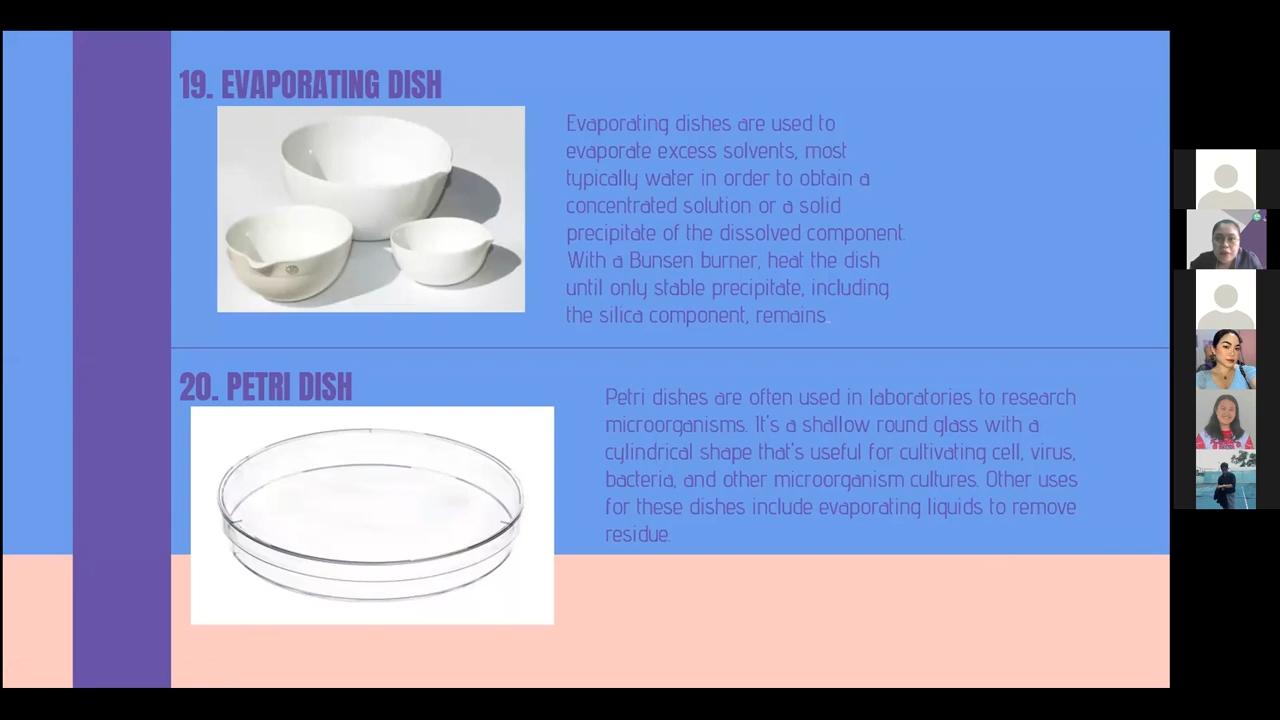 19. EVAPORATING DISH
Evaporating dishes are used to
evaporate excess solvents, most
typically water in order to obtain a
concentrated solution or a solid
precipitate of the dissolved component.
With a Bunsen burner, heat the dish
until only stable precipitate, including
the silica component, remains..
20. PETRI DISH
Petri dishes are often used in laboratories to research
microorganisms. It's a shallow round glass with a
cylindrical shape that's useful for cultivating cell, virus,
bacteria, and other microorganism cultures. Other uses
for these dishes include evaporating liquids to remove
residue.